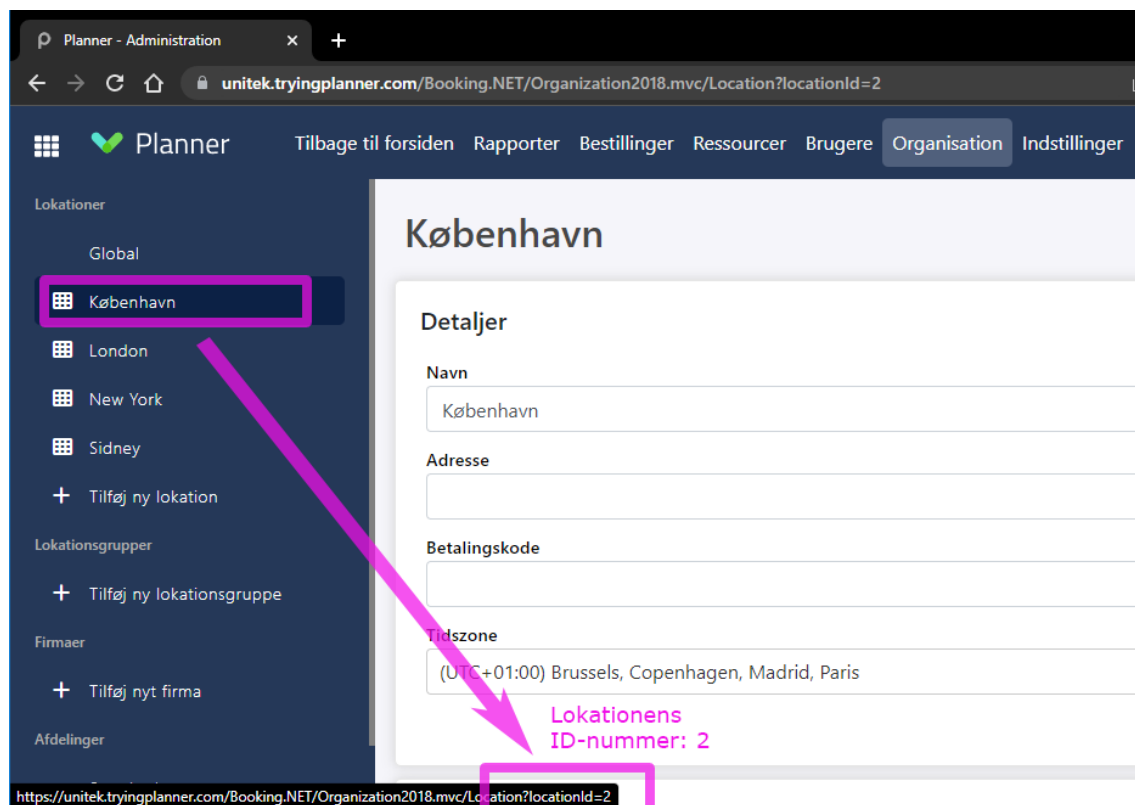 Planner - Administration
unitek.tryingplanner.com/Booking.NET/Organization2018.mvc/Location?locationId=2
Planner
Tilbage til forsiden Rapporter Bestillinger Ressourcer Brugere Organisation Indstillinger
Lokationer
Global
København
London
New York
Sidney
Tilføj ny lokation
Lokationsgrupper
Tilføj ny lokationsgruppe
Firmaer
Tilføj nyt firma
Afdelinger
København
Detaljer
Navn
København
Adresse
Betalingskode
Tidszone
(UTC+01:00) Brussels, Copenhagen, Madrid, Paris
Lokationens
ID-nummer: 2
https://unitek.tryingplanner.com/Booking.NET/Organization2018.mvc/Location?locationId=2